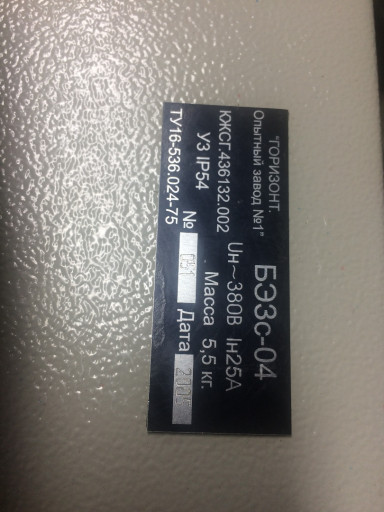 "ГОРИЗОНТ.
Опытный завод №1"
БЭЗс-04
КЖСГ.436132.002
Uн~380В Iн25А
У3 IP54
Масса 5,5 кг.
ТУ16-536.024-75
№
Дата